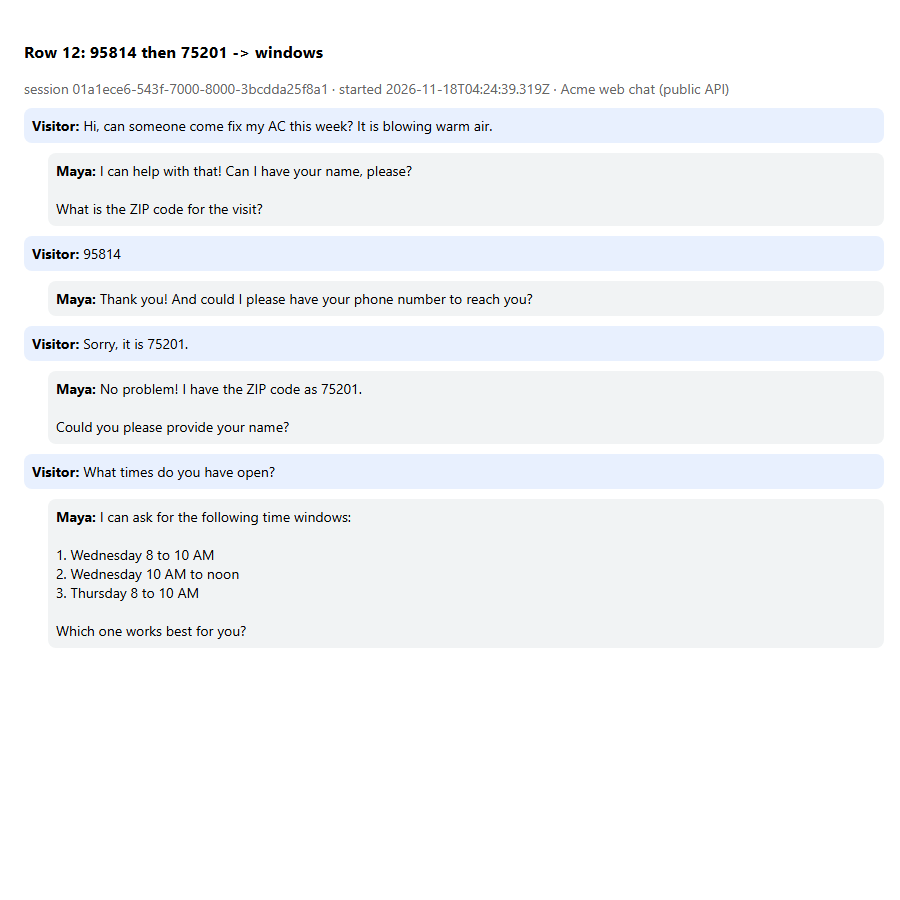 Row 12: 95814 then 75201 -> windows
session 01a1ece6-543f-7000-8000-3bcdda25f8a1 · started 2026-11-18T04:24:39.319Z · Acme web chat (public API)
Visitor: Hi, can someone come fix my AC this week? It is blowing warm air.
Maya: I can help with that! Can I have your name, please?
What is the ZIP code for the visit?
Visitor: 95814
Maya: Thank you! And could I please have your phone number to reach you?
Visitor: Sorry, it is 75201.
Maya: No problem! I have the ZIP code as 75201.
Could you please provide your name?
Visitor: What times do you have open?
Maya: I can ask for the following time windows:
1. Wednesday 8 to 10 AM
2. Wednesday 10 AM to noon
3. Thursday 8 to 10 AM
Which one works best for you?